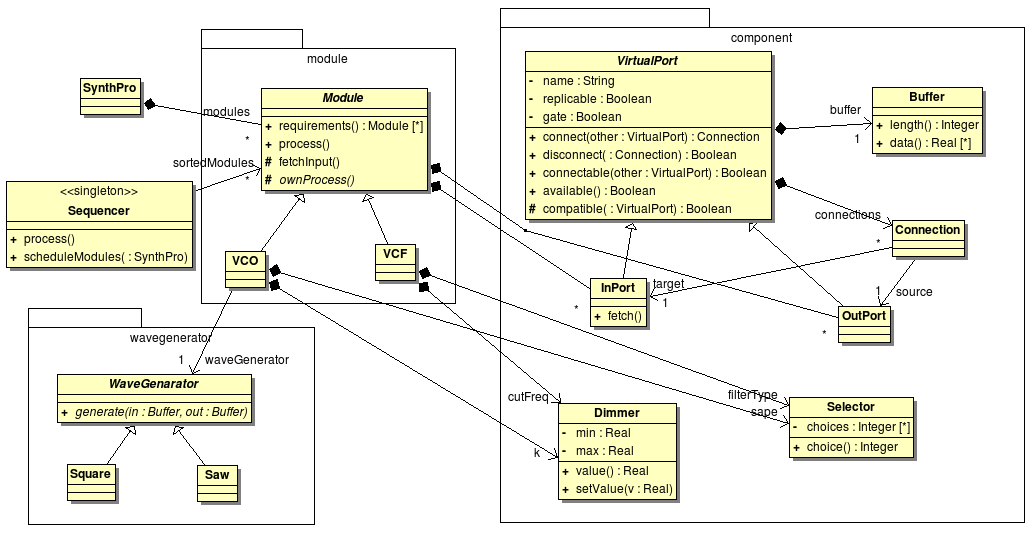 component
module
SynthPro
modules
*
Module
+ requirements() : Module [*]
+ process()
# fetchInput()
# ownProcess()
sortedModules
*
<<singleton>>
Sequencer
+ process()
+ scheduleModules( : SynthPro)
VCO
VCF
VirtualPort
- name : String
- replicable : Boolean
- gate : Boolean
+ connect(other : VirtualPort) : Connection
+ disconnect( : Connection) : Boolean
+ connectable(other : VirtualPort) : Boolean
+ available() : Boolean
# compatible( : VirtualPort) : Boolean
buffer
1
Buffer
+ length() : Integer
+ data() : Real [*]
connections
*
Connection
target
1
1
source
InPort
+ fetch()
*
OutPort
*
wavegenerator
1
waveGenerator
WaveGenarator
+ generate(in : Buffer, out : Buffer)
Square
Saw
cutFreq
k
Dimmer
- min : Real
- max : Real
+ value() : Real
+ setValue(v : Real)
filterType
sape
Selector
- choices : Integer [*]
+ choice() : Integer